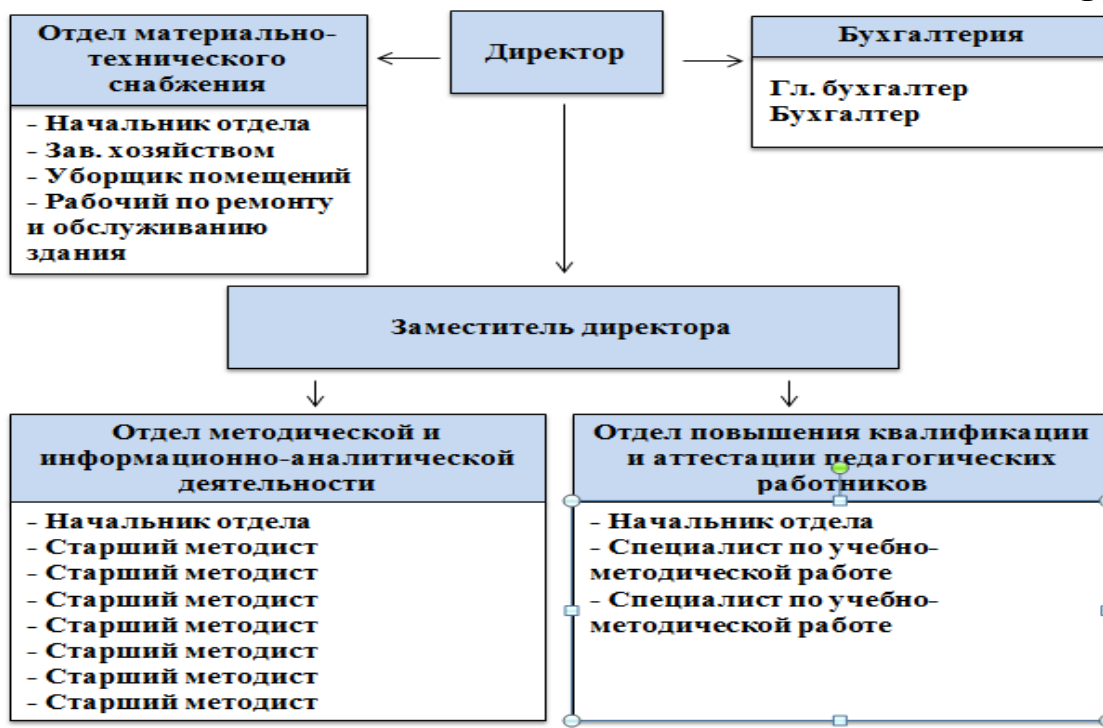 Отдел материально-
технического
снабжения
- Начальник отдела
- Зав. хозяйством
- Уборщик помещений
- Рабочий по ремонту
и обслуживанию
здания
Директор
Бухгалтерия
Гл. бухгалтер
Бухгалтер
Заместитель директора
Отдел методической и
информационно-аналитической
деятельности
- Начальник отдела
- Старший методист
- Старший методист
- Старший методист
- Старший методист
- Старший методист
- Старший методист
- Старший методист
Отдел повышения квалификации
и аттестации педагогических
работников
- Начальник отдела
- Специалист по учебно-
методической работе
- Специалист по учебно-
методической работе